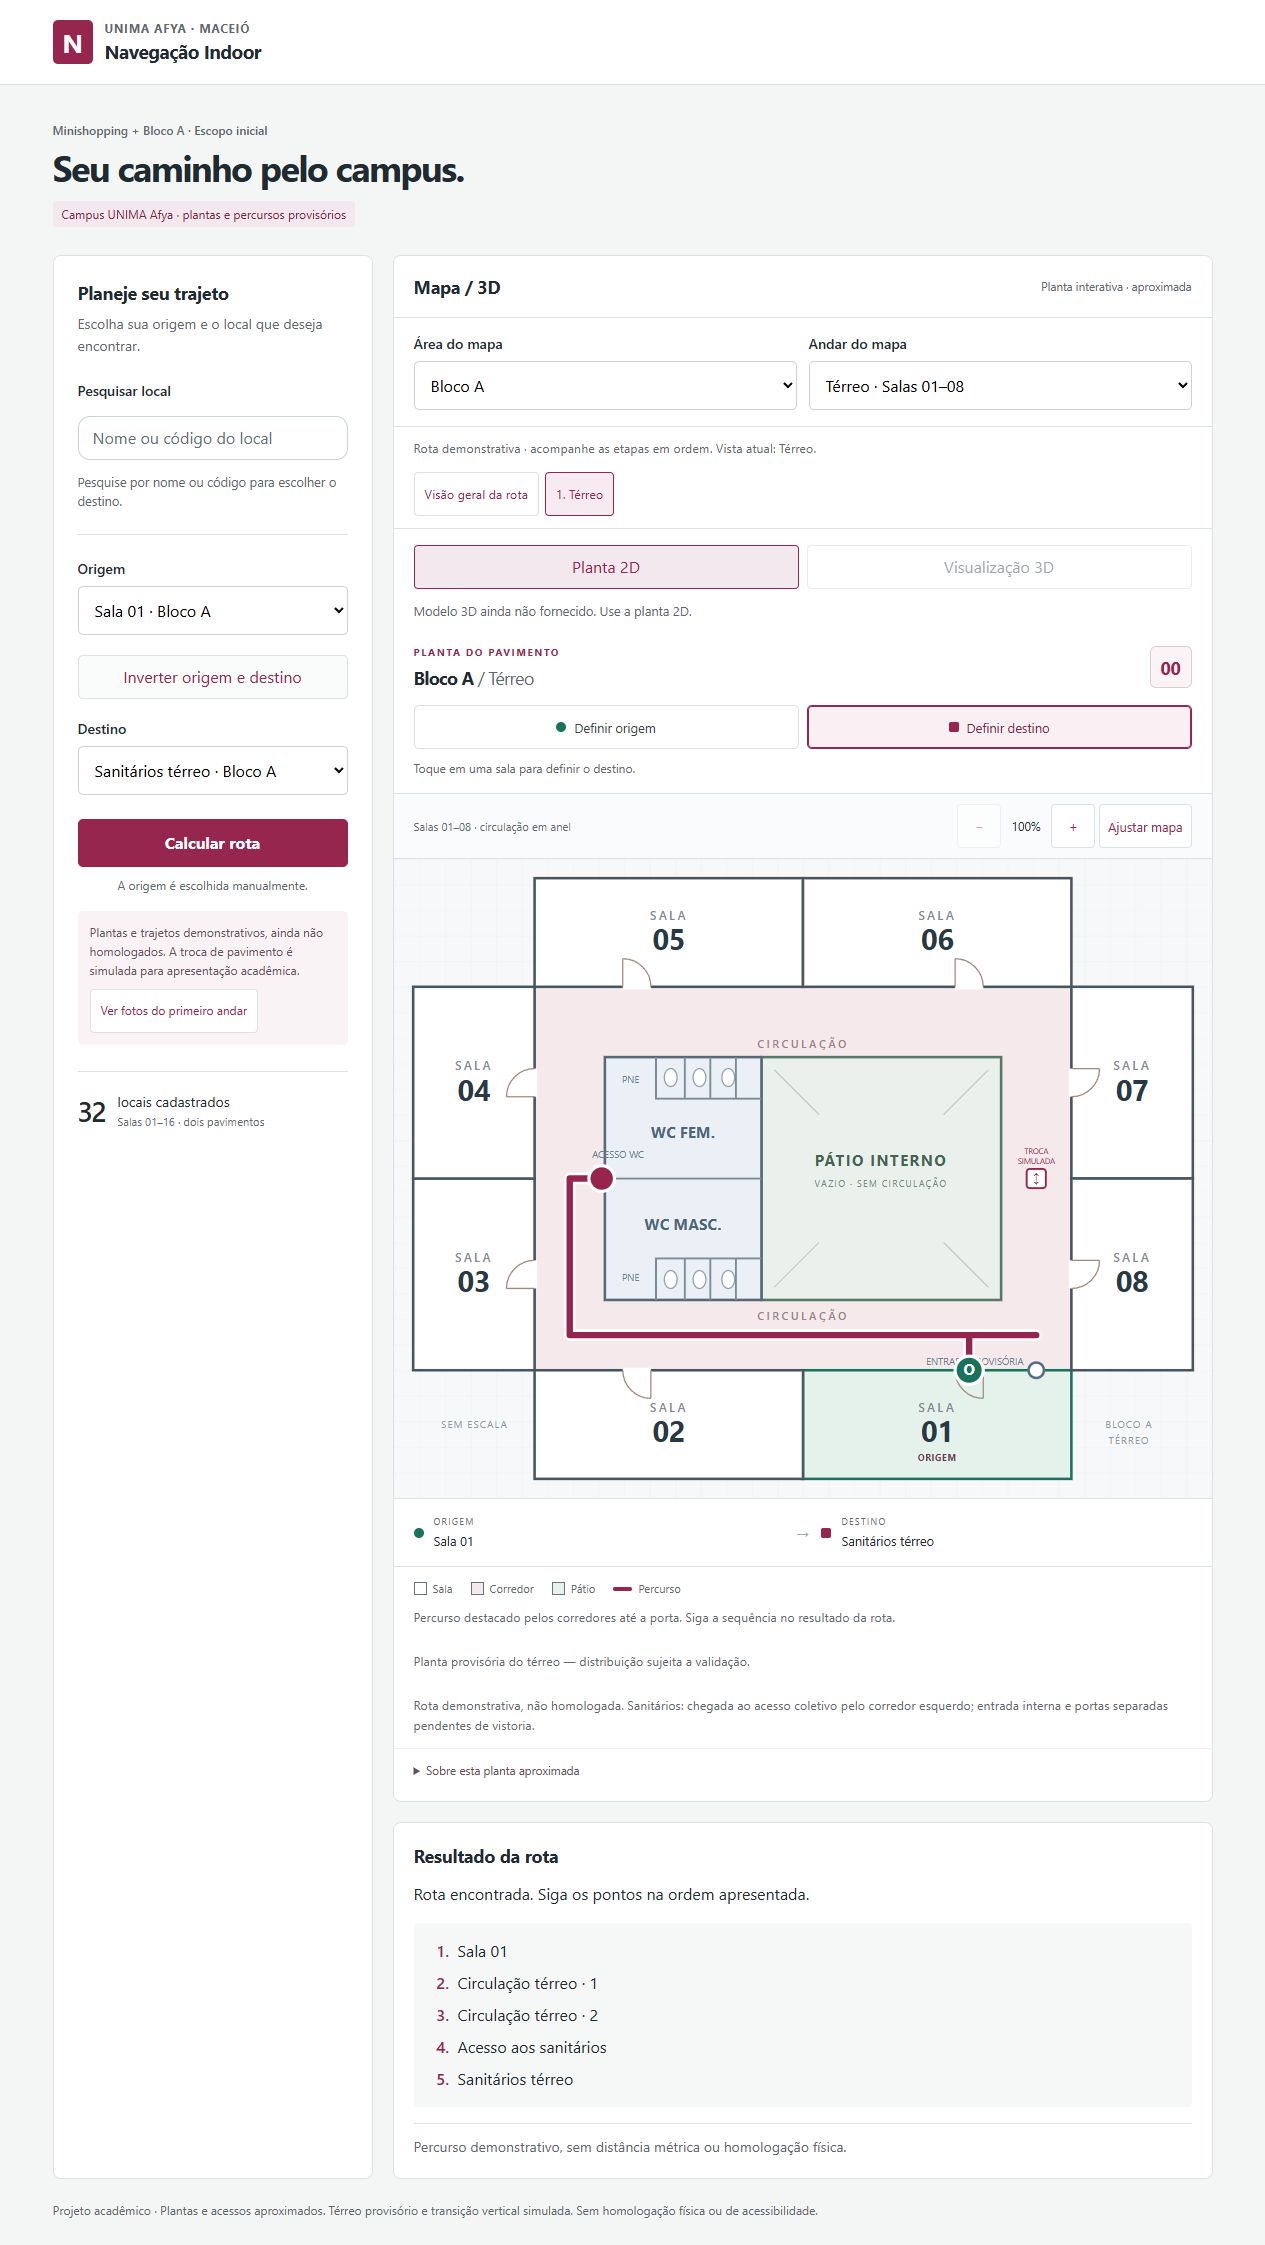 N
UNIMA AFYA · MACEIÓ
Navegação Indoor
Minishopping + Bloco A · Escopo inicial
Seu caminho pelo campus.
Campus UNIMA Afya · plantas e percursos provisórios
Planeje seu trajeto
Escolha sua origem e o local que deseja
encontrar.
Pesquisar local
Nome ou código do local
Pesquise por nome ou código para escolher o
destino.
Origem
Sala 01 · Bloco A
Inverter origem e destino
Destino
Sanitários térreo · Bloco A
Calcular rota
A origem é escolhida manualmente.
Plantas e trajetos demonstrativos, ainda não
homologados. A troca de pavimento é
simulada para apresentação acadêmica.
Ver fotos do primeiro andar
32
locais cadastrados
Salas 01–16 · dois pavimentos
Mapa / 3D
Planta interativa · aproximada
Área do mapa
Andar do mapa
Bloco A
Térreo · Salas 01–08
Rota demonstrativa · acompanhe as etapas em ordem. Vista atual: Térreo.
Visão geral da rota
1. Térreo
Planta 2D
Visualização 3D
Modelo 3D ainda não fornecido. Use a planta 2D.
PLANTA DO PAVIMENTO
Bloco A / Térreo
00
Definir origem
Definir destino
Toque em uma sala para definir o destino.
Salas 01–08 · circulação em anel
−
100%
+
Ajustar mapa
SALA
05
SALA
06
CIRCULAÇÃO
SALA
04
PNE
WC FEM.
ACESSO WC
PÁTIO INTERNO
VAZIO · SEM CIRCULAÇÃO
TROCA
SIMULADA
SALA
07
WC MASC.
PNE
SALA
03
SALA
08
CIRCULAÇÃO
O
SALA
02
SALA
01
ORIGEM
SEM ESCALA
BLOCO A
TÉRREO
ORIGEM
Sala 01
→
DESTINO
Sanitários térreo
Sala
Corredor
Pátio
Percurso
Percurso destacado pelos corredores até a porta. Siga a sequência no resultado da rota.
Planta provisória do térreo — distribuição sujeita a validação.
Rota demonstrativa, não homologada. Sanitários: chegada ao acesso coletivo pelo corredor esquerdo; entrada interna e portas separadas
pendentes de vistoria.
Sobre esta planta aproximada
Resultado da rota
Rota encontrada. Siga os pontos na ordem apresentada.
1. Sala 01
2. Circulação térreo · 1
3. Circulação térreo · 2
4. Acesso aos sanitários
5. Sanitários térreo
Percurso demonstrativo, sem distância métrica ou homologação física.
Projeto acadêmico · Plantas e acessos aproximados. Térreo provisório e transição vertical simulada. Sem homologação física ou de acessibilidade.